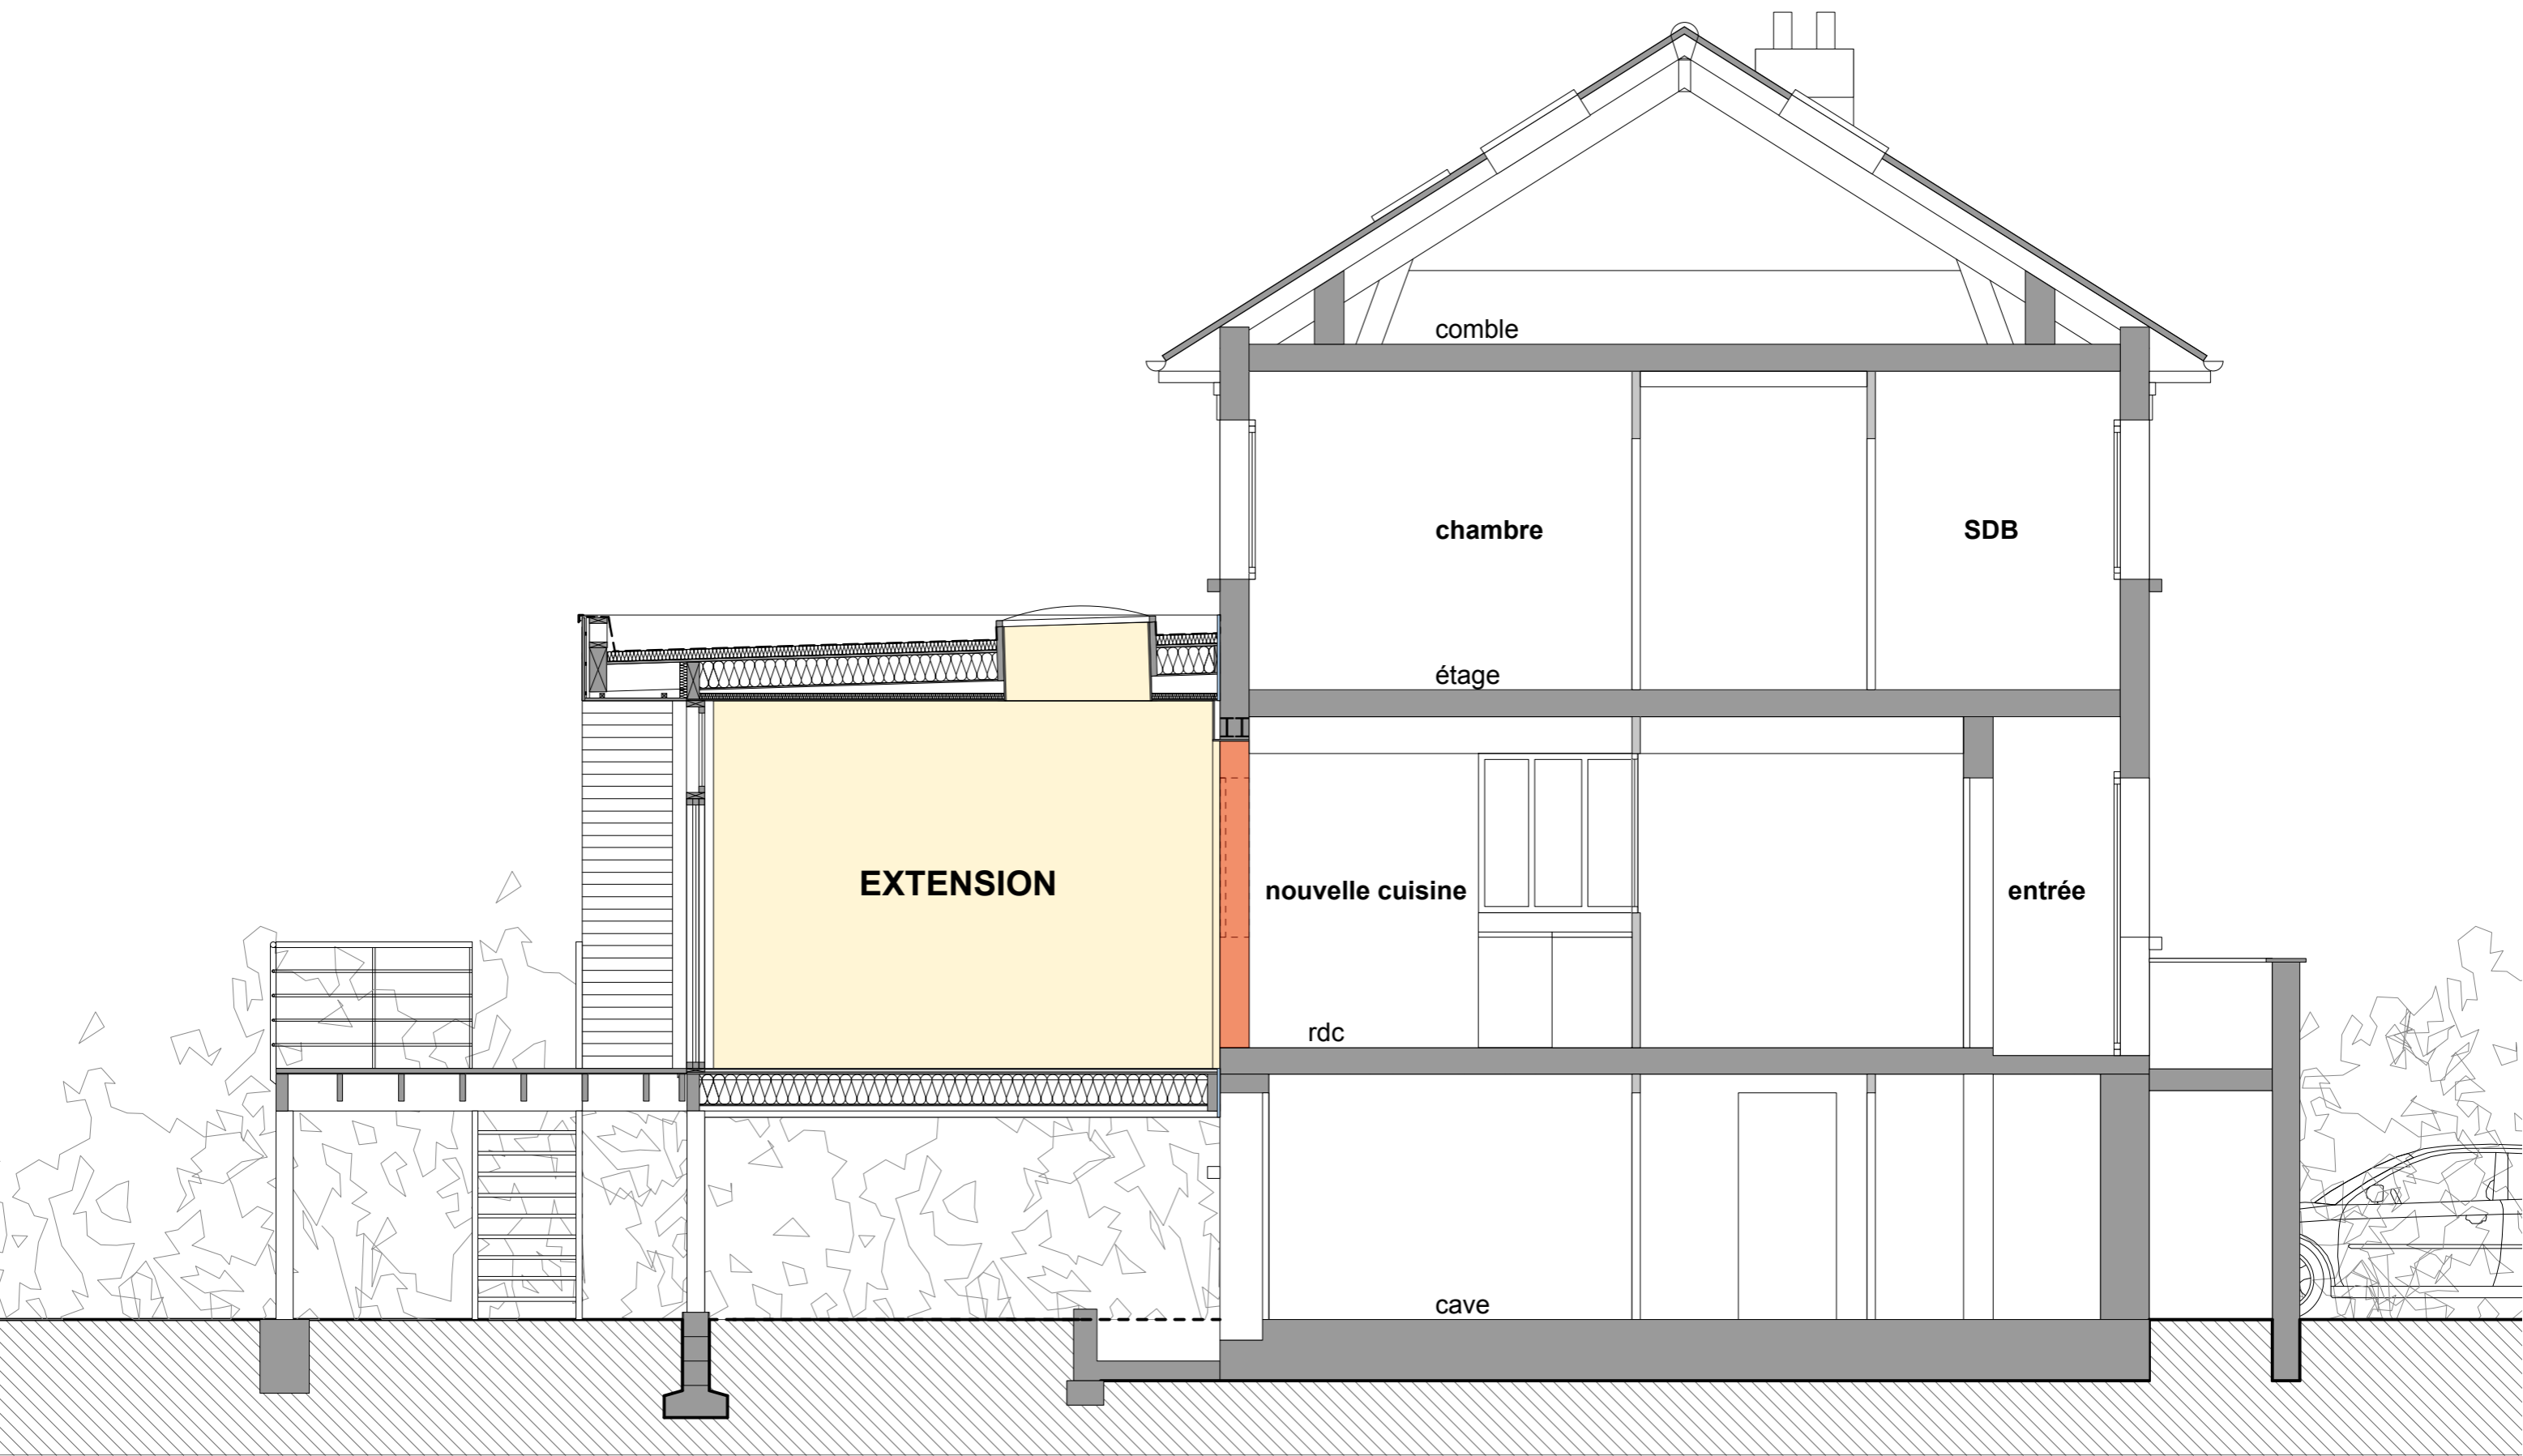 comble
chambre
SDB
étage
EXTENSION
nouvelle cuisine
entrée
rdc
cave